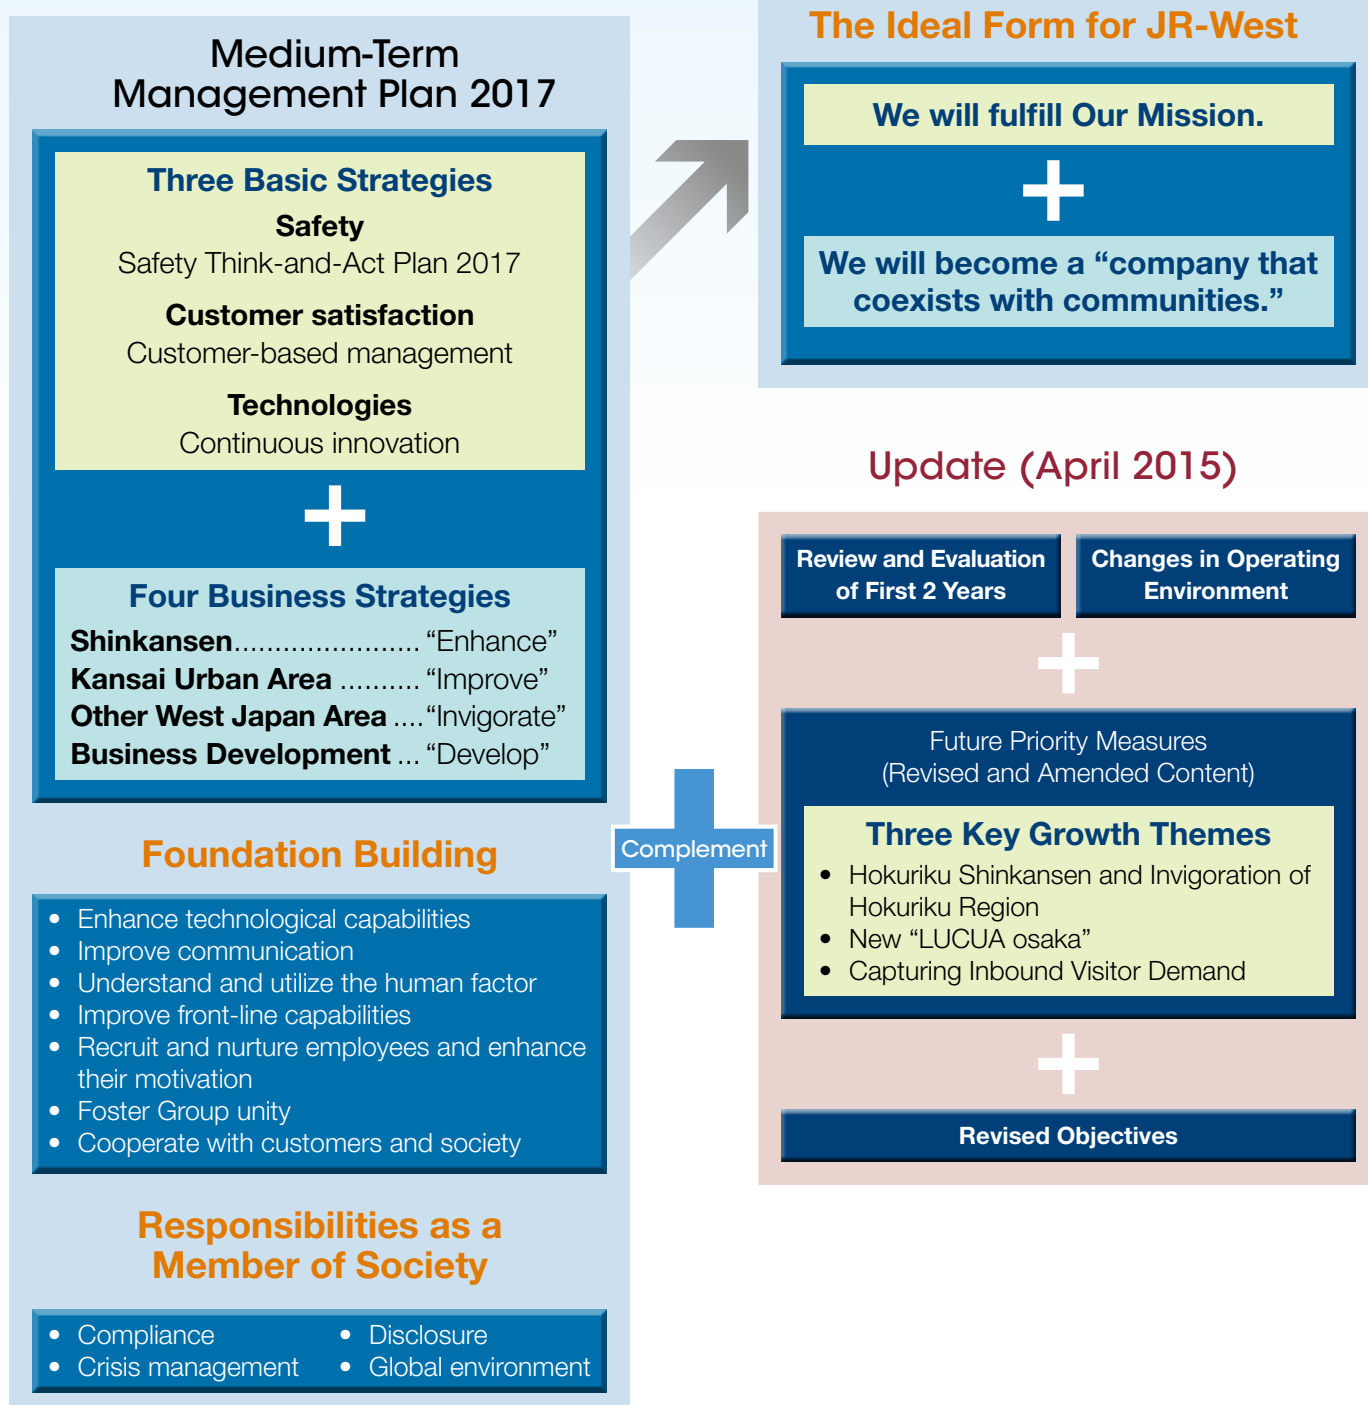 Medium-Term
Management Plan 2017
Three Basic Strategies
Safety
Safety Think-and-Act Plan 2017
Customer satisfaction
Customer-based management
Technologies
Continuous innovation
Four Business Strategies
Shinkansen....................... “Enhance”
Kansai Urban Area .......... “Improve”
Other West Japan Area ....“Invigorate”
Business Development ... “Develop”
Foundation Building
• Enhance technological capabilities
• Improve communication
• Understand and utilize the human factor
• Improve front-line capabilities
• Recruit and nurture employees and enhance
their motivation
• Foster Group unity
• Cooperate with customers and society
Responsibilities as a
Member of Society
• Compliance
• Crisis management
• Disclosure
• Global environment
Complement
The Ideal Form for JR-West
We will fulfill Our Mission.
We will become a “company that
coexists with communities.”
Update (April 2015)
Review and Evaluation
of First 2 Years
Changes in Operating
Environment
Future Priority Measures
(Revised and Amended Content)
Three Key Growth Themes
• Hokuriku Shinkansen and Invigoration of
Hokuriku Region
• New “LUCUA osaka”
• Capturing Inbound Visitor Demand
Revised Objectives